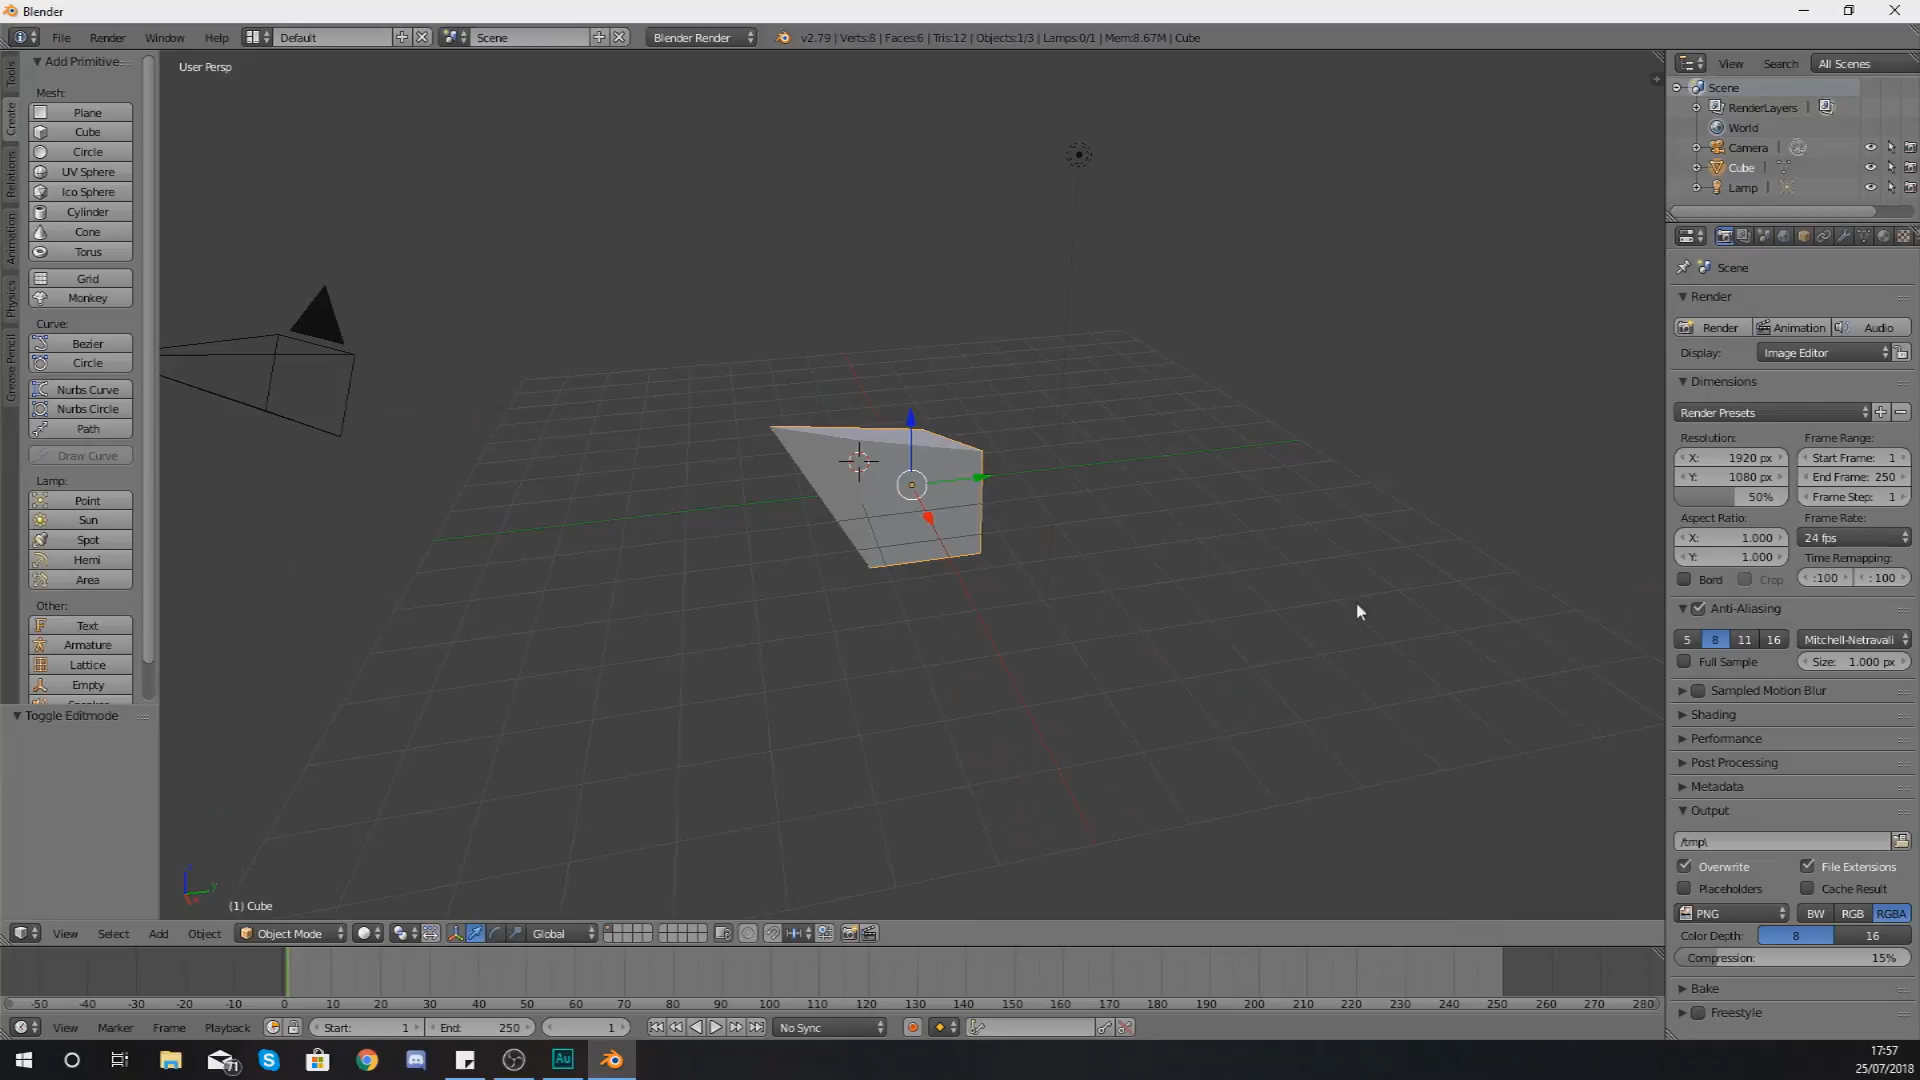 Blender
File Render Window Help Default Scene Blender Render v2.79 | Verts:8 | Faces:6 | Tris:12 | Objects:1/3 | Lamps:0/1 | Mem:8.67M | Cube
Tools
Create
Relations
Animation
Physics
Grease Pencil
Add Primitive
Mesh:
Plane
Cube
Circle
UV Sphere
Ico Sphere
Cylinder
Cone
Torus
Grid
Monkey
Curve:
Bezier
Circle
Nurbs Curve
Nurbs Circle
Path
Draw Curve
Lamp:
Point
Sun
Spot
Hemi
Area
Other:
Text
Armature
Lattice
Empty
Toggle Editmode
User Persp
(1) Cube
View Select Add Object Object Mode Global
View Search All Scenes
Scene
RenderLayers
World
Camera
Cube
Lamp
Scene
Render
Render Animation Audio
Display: Image Editor
Dimensions
Render Presets
Resolution: Frame Range:
X: 1920 px Start Frame: 1
Y: 1080 px End Frame: 250
50% Frame Step: 1
Aspect Ratio: Frame Rate:
X: 1.000 24 fps
Y: 1.000 Time Remapping:
Bord Crop :100 :100
Anti-Aliasing
5 8 11 16 Mitchell-Netravali
Full Sample Size: 1.000 px
Sampled Motion Blur
Shading
Performance
Post Processing
Metadata
Output
/tmp\
Overwrite File Extensions
Placeholders Cache Result
PNG BW RGB RGBA
Color Depth: 8 16
Compression: 15%
Bake
Freestyle
-50 -40 -30 -20 -10 0 10 20 30 40 50 60 70 80 90 100 110 120 130 140 150 160 170 180 190 200 210 220 230 240 250 260 270 280
View Marker Frame Playback Start: 1 End: 250 1 No Sync
71
Au
17:57
25/07/2018